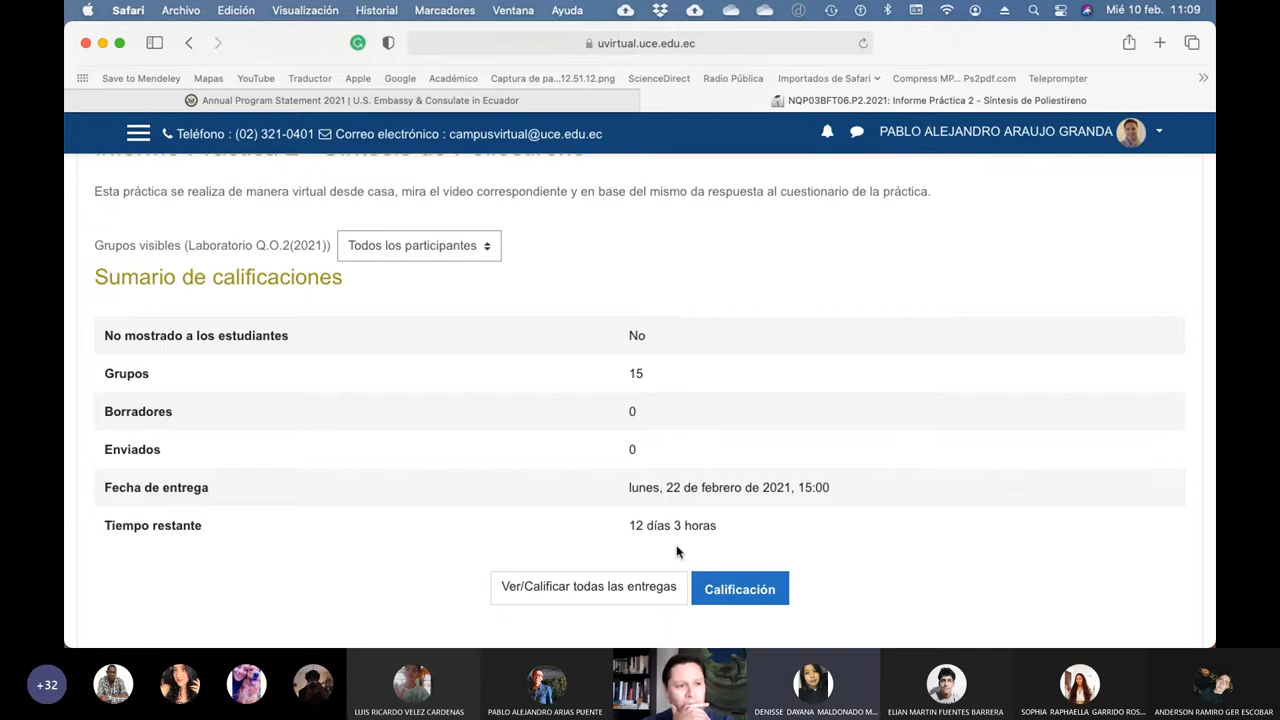 Safari Archivo Edición Visualización Historial Marcadores Ventana Ayuda Mié 10 feb. 11:09
uvirtual.uce.edu.ec
Save to Mendeley Mapas YouTube Traductor Apple Google Académico Captura de pa...12.51.12.png ScienceDirect Radio Pública Importados de Safari Compress MP... Ps2pdf.com Teleprompter
Annual Program Statement 2021 | U.S. Embassy & Consulate in Ecuador NQP03BFT06.P2.2021: Informe Práctica 2 - Síntesis de Poliestireno
Teléfono : (02) 321-0401 Correo electrónico : campusvirtual@uce.edu.ec PABLO ALEJANDRO ARAUJO GRANDA
Esta práctica se realiza de manera virtual desde casa, mira el video correspondiente y en base del mismo da respuesta al cuestionario de la práctica.
Grupos visibles (Laboratorio Q.O.2(2021)) Todos los participantes
Sumario de calificaciones
No mostrado a los estudiantes No
Grupos 15
Borradores 0
Enviados 0
Fecha de entrega lunes, 22 de febrero de 2021, 15:00
Tiempo restante 12 días 3 horas
Ver/Calificar todas las entregas Calificación
+32
LUIS RICARDO VELEZ CARDENAS PABLO ALEJANDRO ARIAS PUENTE DENISSE DAYANA MALDONADO M... ELIAN MARTIN FUENTES BARRERA SOPHIA RAPHAELLA GARRIDO ROS... ANDERSON RAMIRO GER ESCOBAR